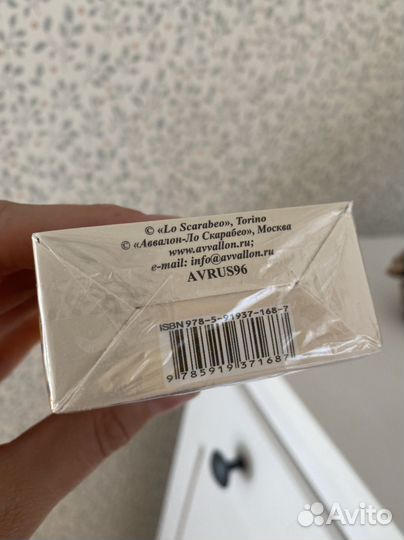 © «Lo Scarabeo», Torino
© «Аввалон-Ло Скарабео», Москва
www.avvallon.ru;
e-mail: info@avvallon.ru
AVRUS96
ISBN 978-5-91937-168-7
9 785919 371687
Avito